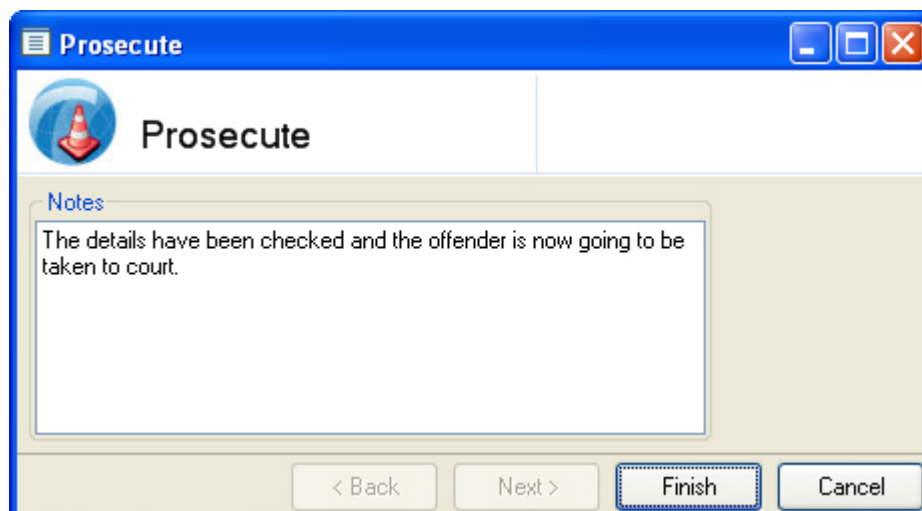 Prosecute
Prosecute
Notes
The details have been checked and the offender is now going to be
taken to court.
< Back Next > Finish Cancel